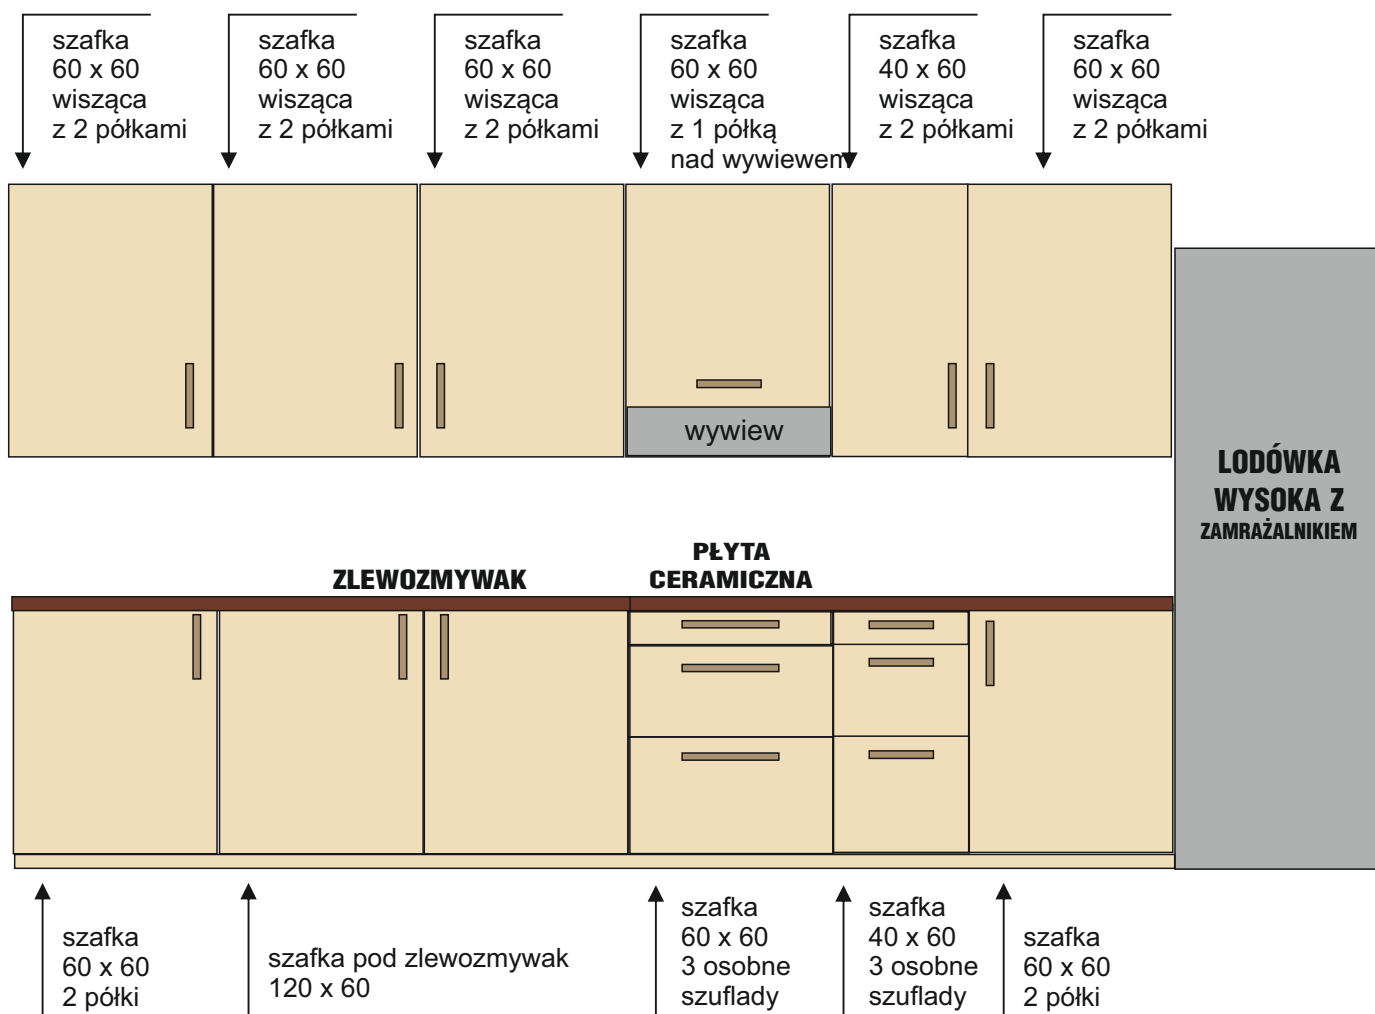 szafka
60 x 60
wisząca
z 2 półkami
szafka
60 x 60
wisząca
z 2 półkami
szafka
60 x 60
wisząca
z 2 półkami
szafka
60 x 60
wisząca
z 1 półką
nad wywiewem
szafka
40 x 60
wisząca
z 2 półkami
szafka
60 x 60
wisząca
z 2 półkami
wywiew
LODÓWKA
WYSOKA Z
ZAMRAŻALNIKIEM
ZLEWOZMYWAK
PŁYTA
CERAMICZNA
szafka
60 x 60
2 półki
szafka pod zlewozmywak
120 x 60
szafka
60 x 60
3 osobne
szuflady
szafka
40 x 60
3 osobne
szuflady
szafka
60 x 60
2 półki